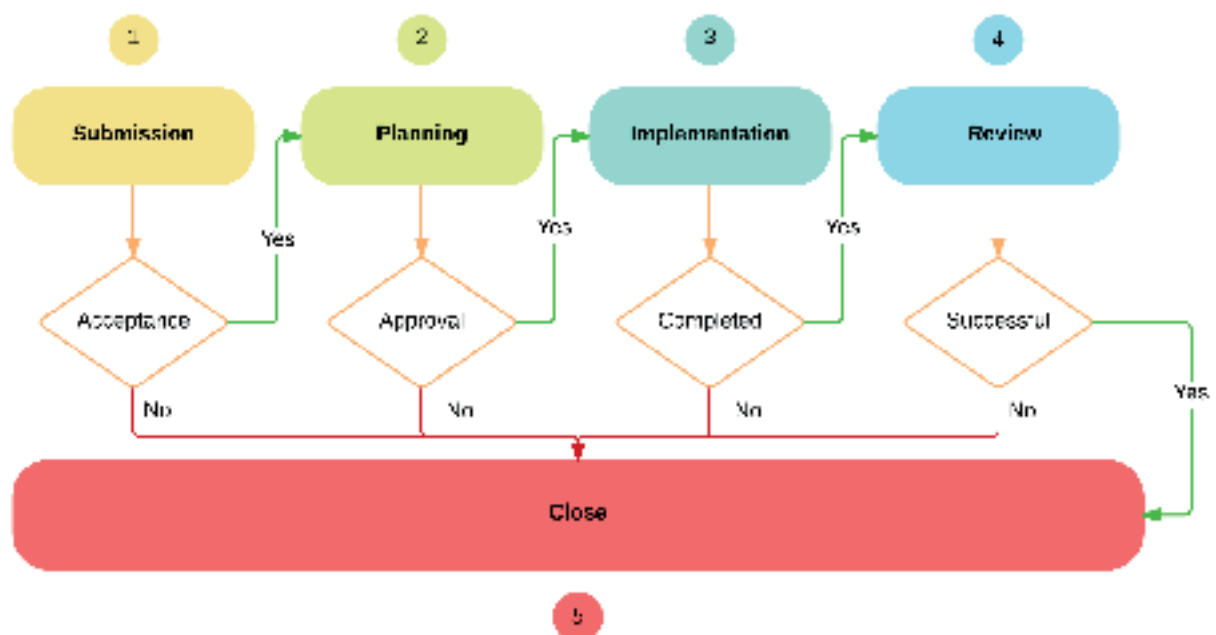 1
2
3
4
Submission
Planning
Implementation
Review
Yes
Yes
Yes
Acceptance
Approval
Completed
Successful
Yes
No
No
No
No
Close
5